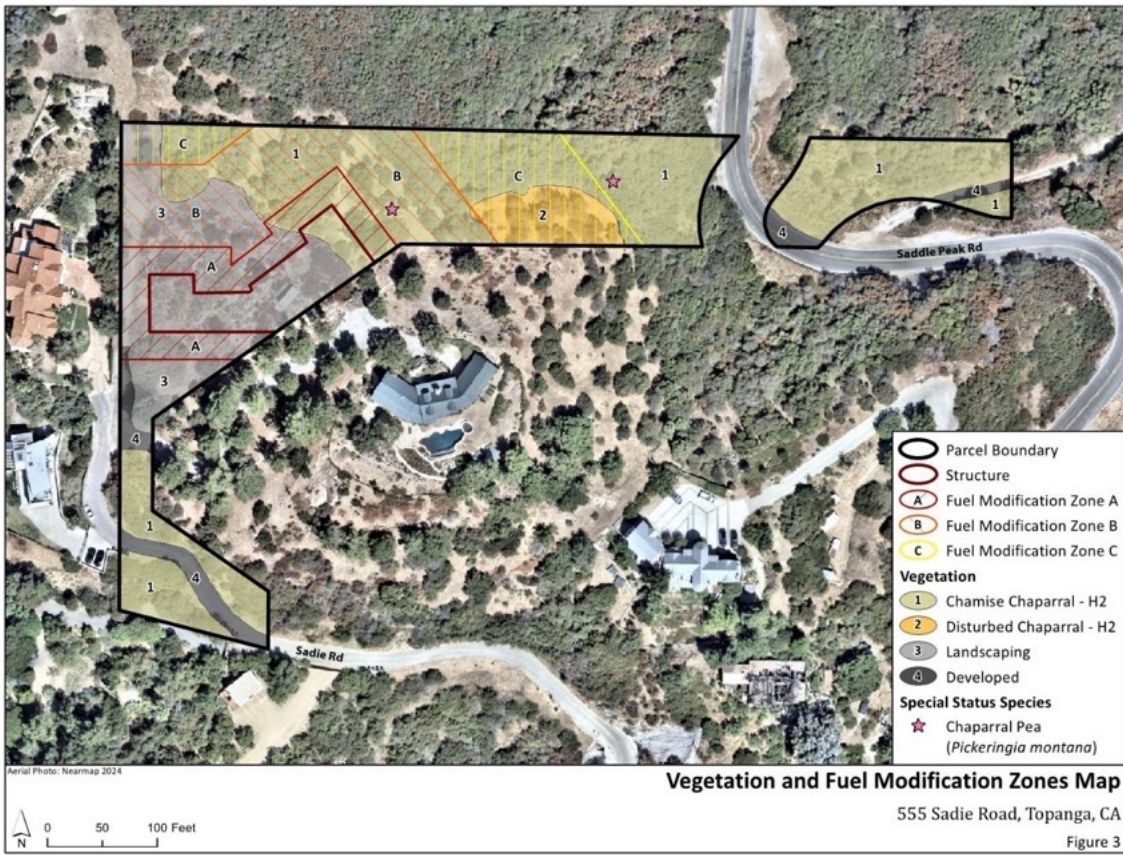 C
1
B
C
1
1
4
1
3
B
2
4
Saddle Peak Rd
A
A
3
4
1
4
1
Sadie Rd
Parcel Boundary
Structure
A Fuel Modification Zone A
B Fuel Modification Zone B
C Fuel Modification Zone C
Vegetation
1 Chamise Chaparral - H2
2 Disturbed Chaparral - H2
3 Landscaping
4 Developed
Special Status Species
Chaparral Pea
(Pickeringia montana)
Aerial Photo: Nearmap 2024
Vegetation and Fuel Modification Zones Map
555 Sadie Road, Topanga, CA
Figure 3
N
0 50 100 Feet